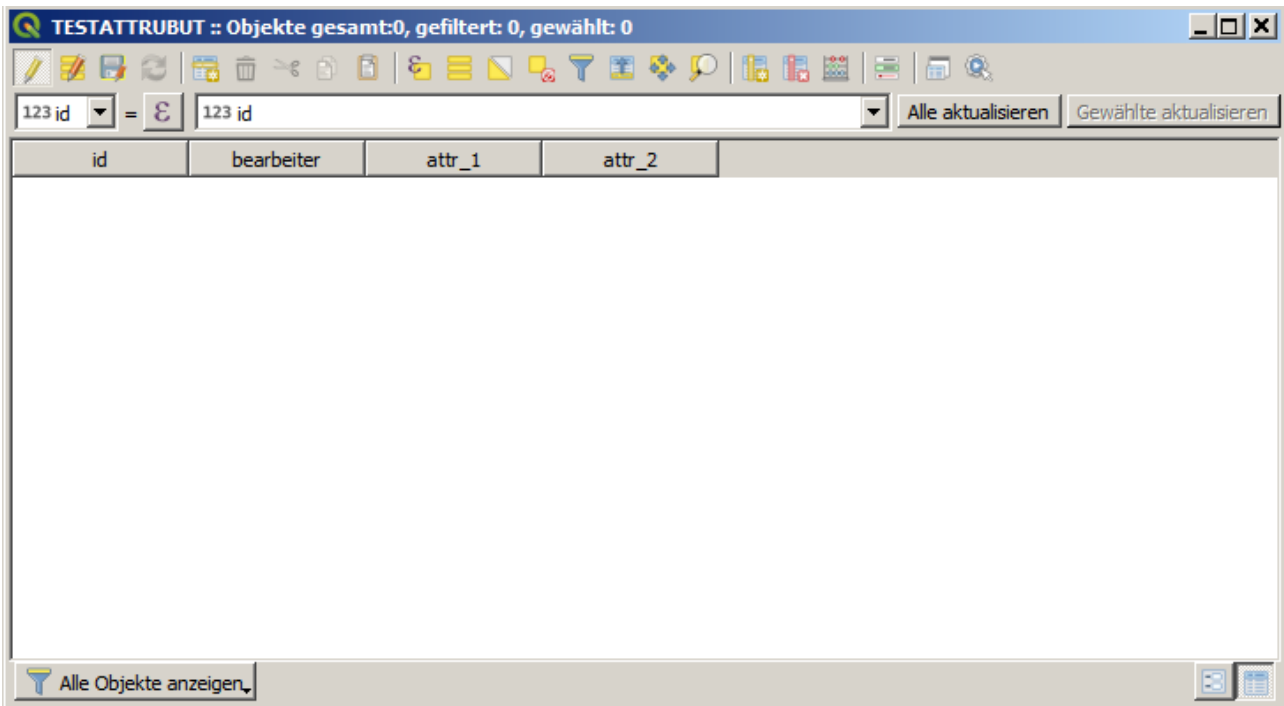 TESTATTRUBUT :: Objekte gesamt:0, gefiltert: 0, gewählt: 0
123 id = ε 123 id Alle aktualisieren Gewählte aktualisieren
id bearbeiter attr_1 attr_2
Alle Objekte anzeigen